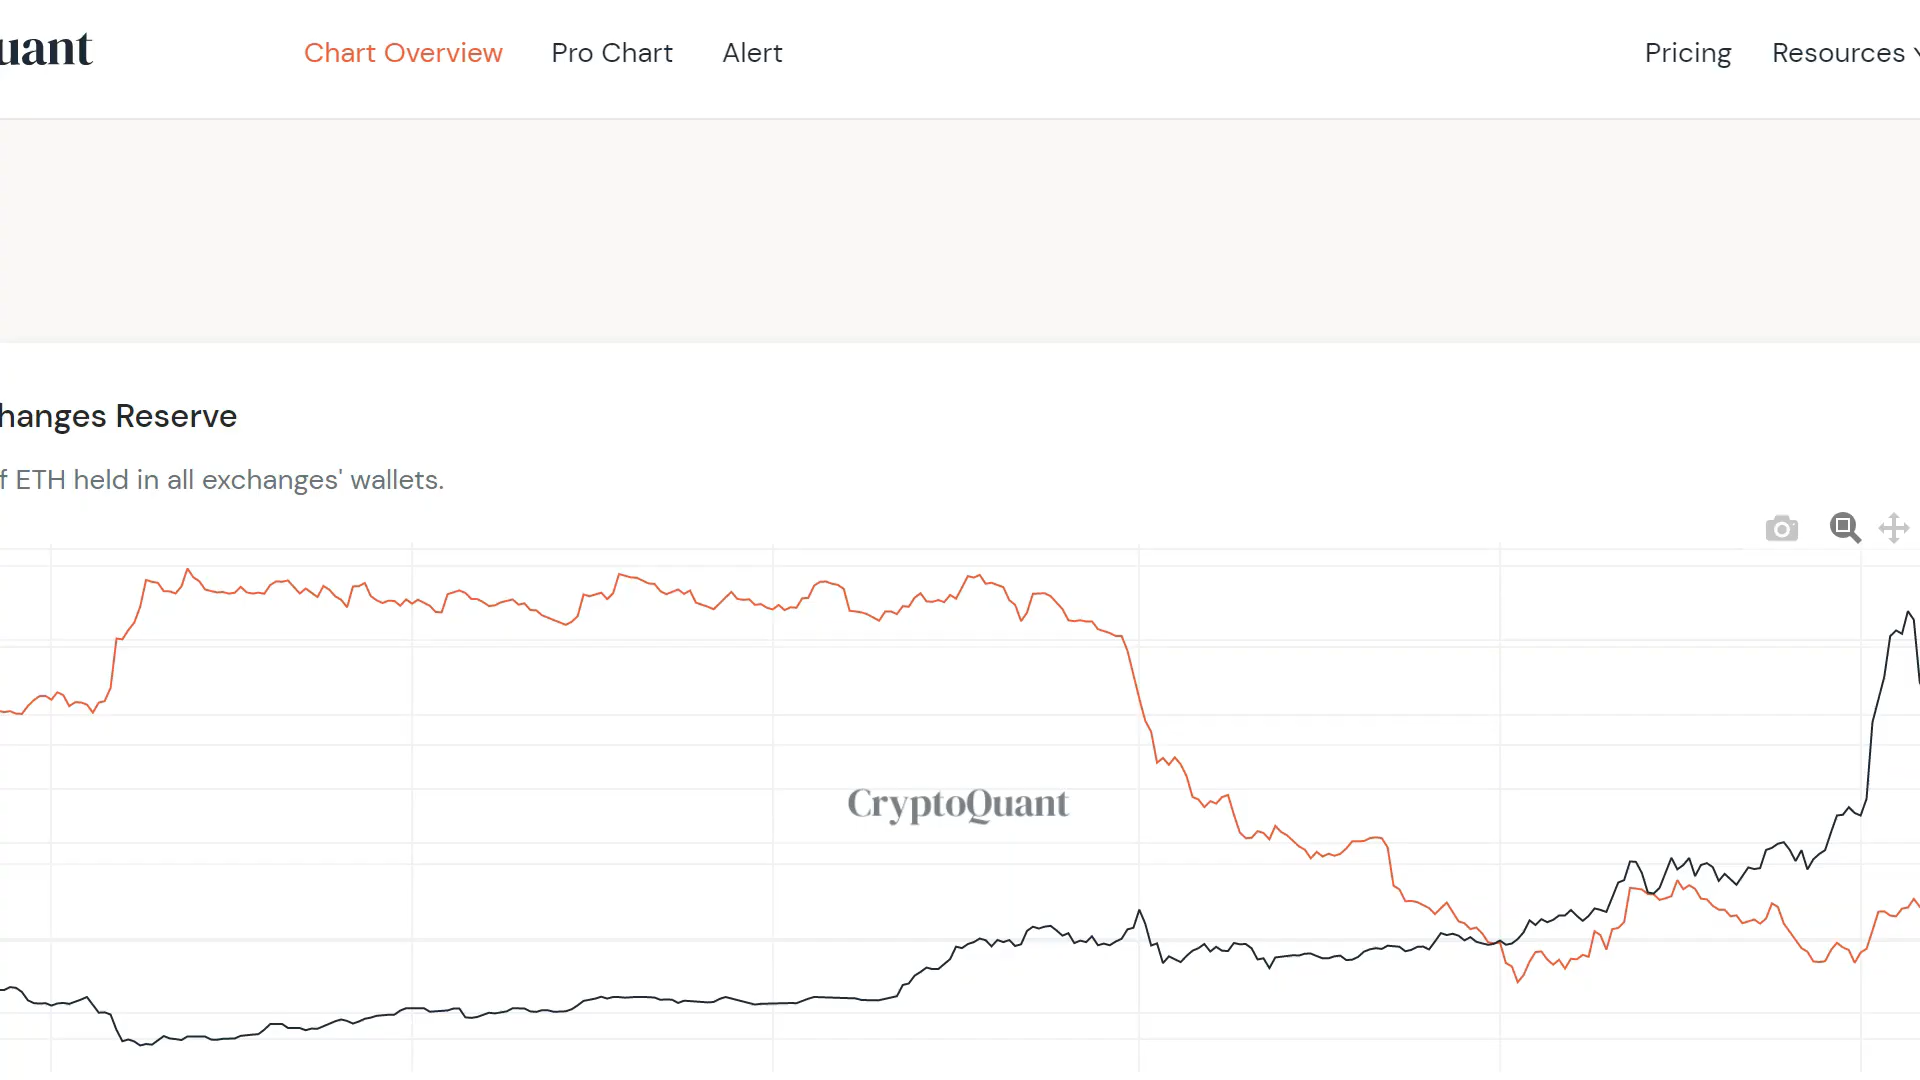 uant
Chart Overview Pro Chart Alert Pricing Resources
hanges Reserve
f ETH held in all exchanges' wallets.
CryptoQuant